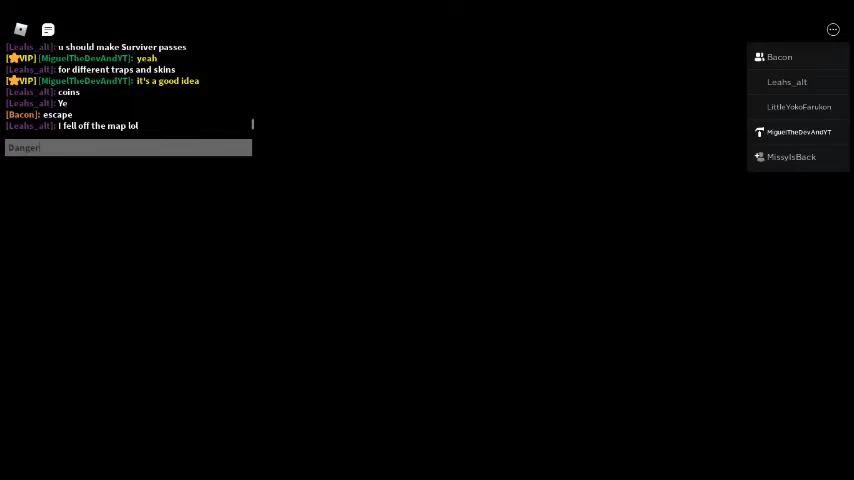 [Leahs_alt]: u should make Surviver passes
[⭐VIP] [MiguelTheDevAndYT]: yeah
[Leahs_alt]: for different traps and skins
[⭐VIP] [MiguelTheDevAndYT]: it's a good idea
[Leahs_alt]: coins
[Leahs_alt]: Ye
[Bacon]: escape
[Leahs_alt]: I fell off the map lol
Danger
Bacon
Leahs_alt
LittleYokoFarukon
MiguelTheDevAndYT
MissyIsBack